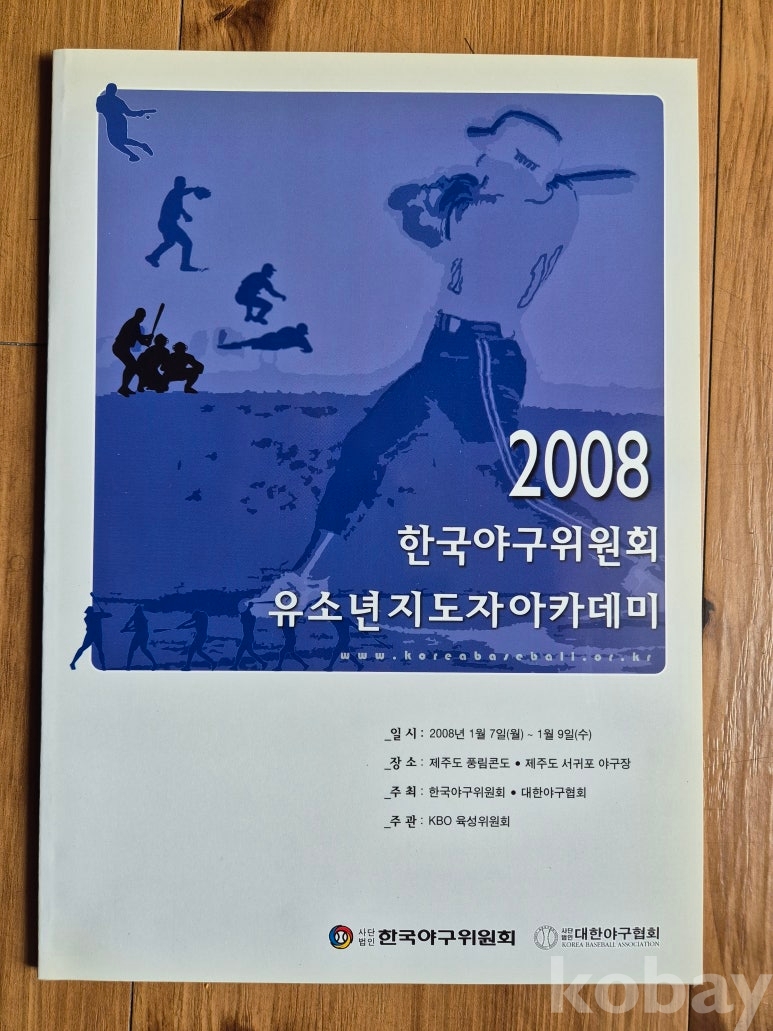 2008
한국야구위원회
유소년지도자아카데미
www.koreabaseball.or.kr
_일 시 : 2008년 1월 7일(월) ~ 1월 9일(수)
_장 소 : 제주도 풍림콘도 • 제주도 서귀포 야구장
_주 최 : 한국야구위원회 • 대한야구협회
_주 관 : KBO 육성위원회
사단법인 한국야구위원회
사단법인 대한야구협회
KOREA BASEBALL ASSOCIATION
kobay